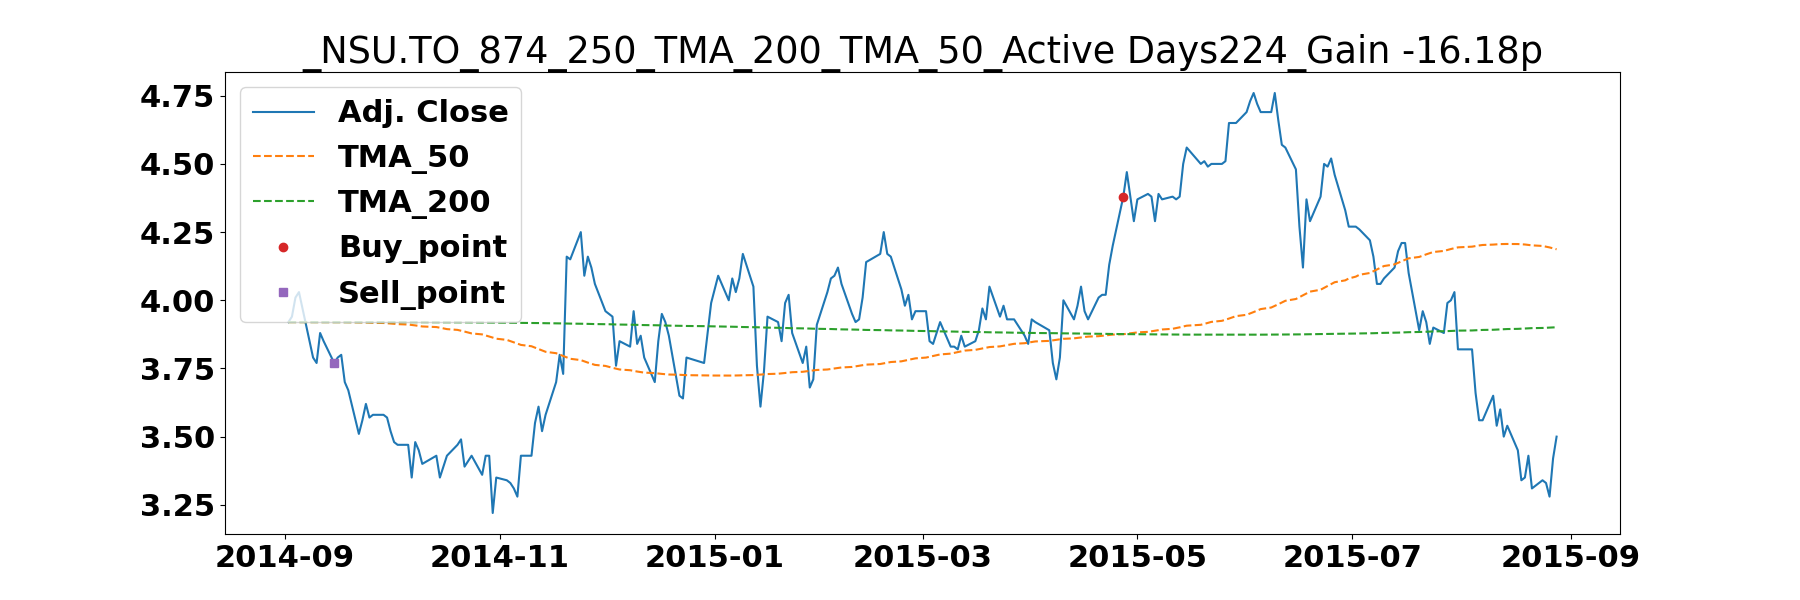 _NSU.TO_874_250_TMA_200_TMA_50_Active Days224_Gain -16.18p
4.75
4.50
4.25
4.00
3.75
3.50
3.25
Adj. Close
TMA_50
TMA_200
Buy_point
Sell_point
2014-09 2014-11 2015-01 2015-03 2015-05 2015-07 2015-09